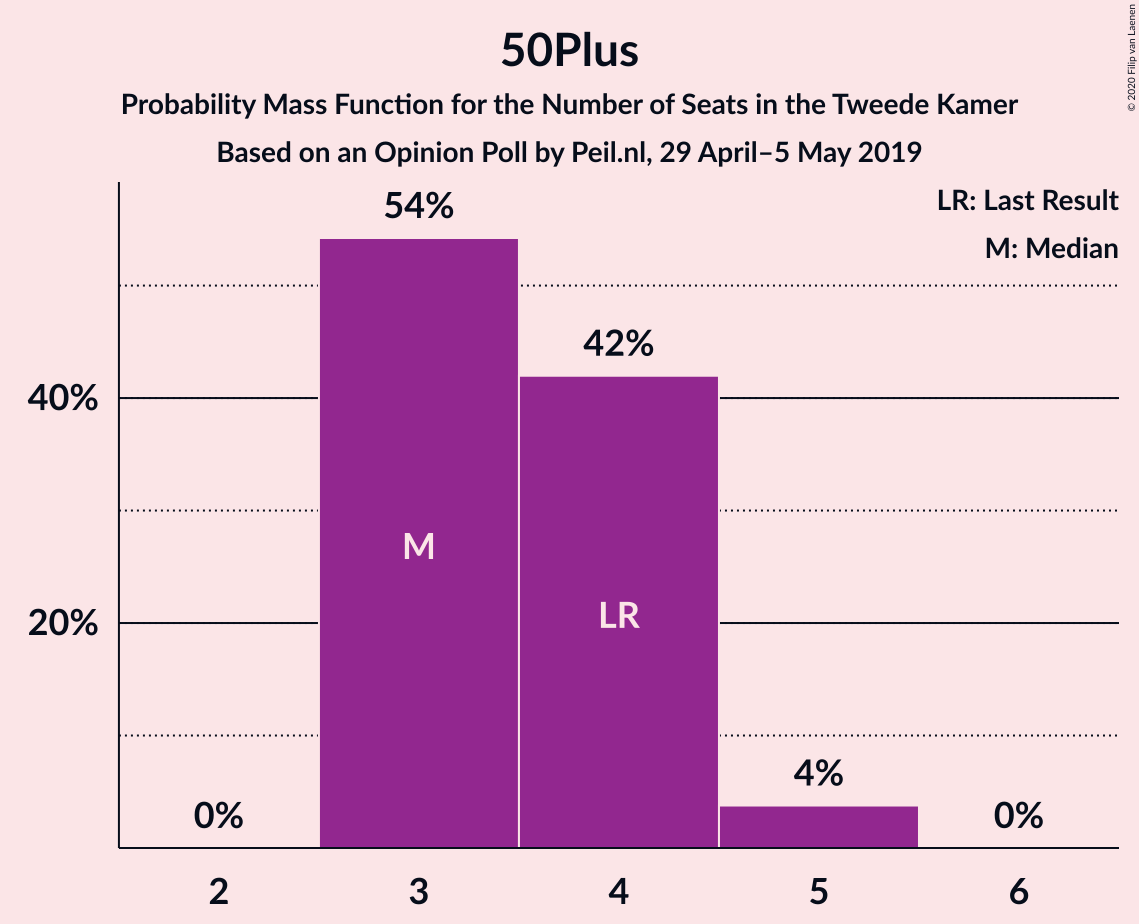 50Plus
Probability Mass Function for the Number of Seats in the Tweede Kamer
Based on an Opinion Poll by Peil.nl, 29 April–5 May 2019
© 2020 Filip van Laenen
LR: Last Result
M: Median
54%
42%
40%
M
LR
20%
4%
0%
0%
2
3
4
5
6